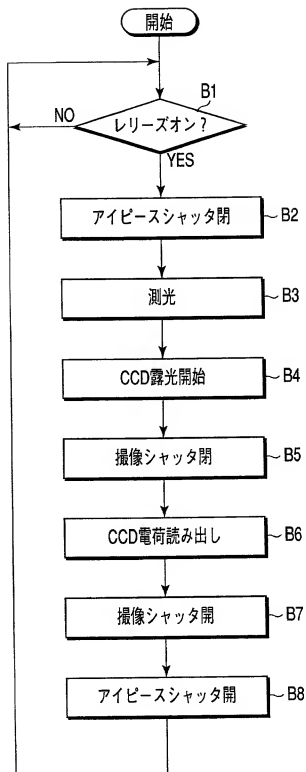 開始
B1
NO
レリーズオン?
YES
アイピースシャッタ閉
B2
測光
B3
CCD露光開始
B4
撮像シャッタ閉
B5
CCD電荷読み出し
B6
撮像シャッタ開
B7
アイピースシャッタ開
B8